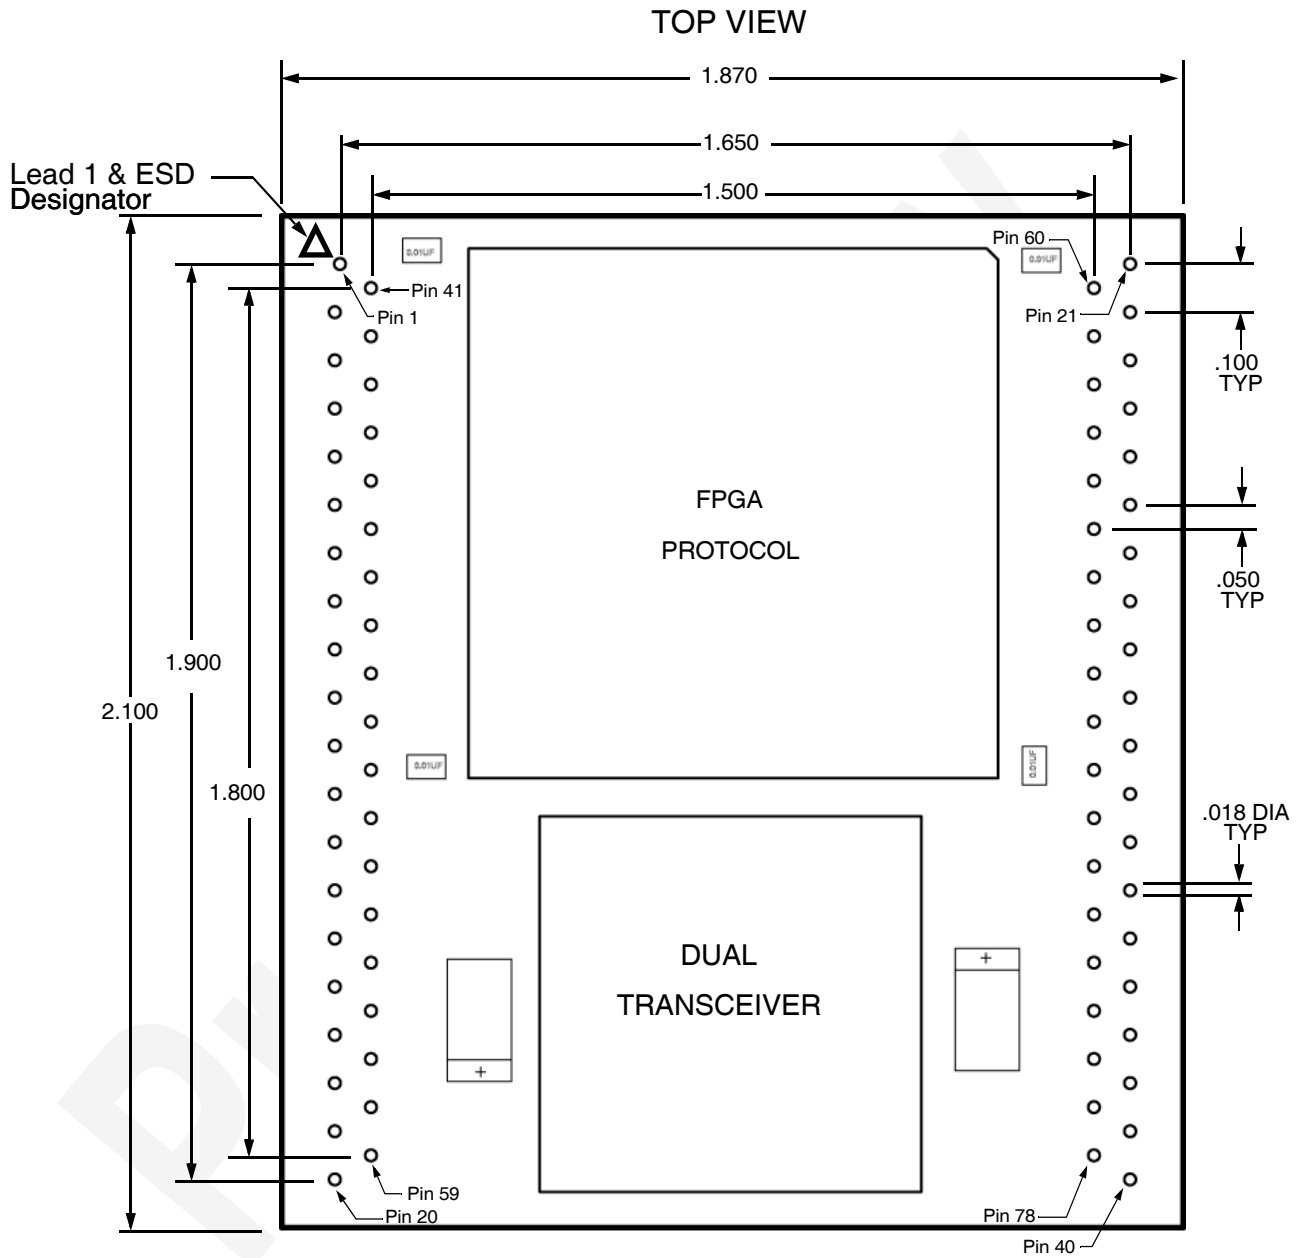 TOP VIEW
1.870
1.650
1.500
Lead 1 & ESD
Designator
0.01UF
Pin 60
0.01UF
Pin 41
Pin 1
Pin 21
.100
TYP
FPGA
PROTOCOL
.050
TYP
1.900
2.100
1.800
0.01UF
0.01UF
.018 DIA
TYP
DUAL
TRANSCEIVER
+
+
Pin 59
Pin 20
Pin 78
Pin 40